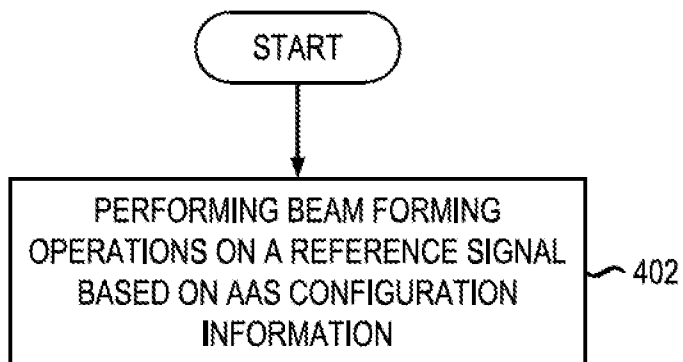 START
PERFORMING BEAM FORMING
OPERATIONS ON A REFERENCE SIGNAL
BASED ON AAS CONFIGURATION
INFORMATION
402